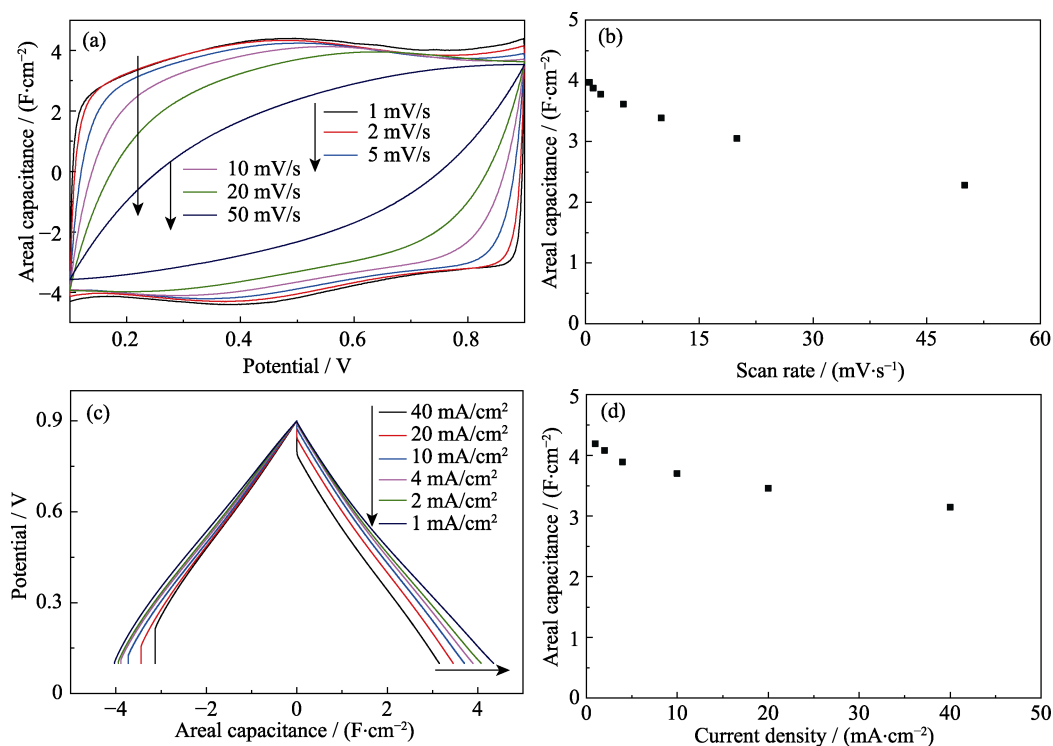 (a)
Areal capacitance / (F·cm⁻²)
4
2
0
−2
−4
1 mV/s
2 mV/s
5 mV/s
10 mV/s
20 mV/s
50 mV/s
0.2 0.4 0.6 0.8
Potential / V
(b)
Areal capacitance / (F·cm⁻²)
5
4
3
2
1
0
15 30 45 60
Scan rate / (mV·s⁻¹)
(c)
Potential / V
0.9
0.6
0.3
0
40 mA/cm²
20 mA/cm²
10 mA/cm²
4 mA/cm²
2 mA/cm²
1 mA/cm²
−4 −2 0 2 4
Areal capacitance / (F·cm⁻²)
(d)
Areal capacitance / (F·cm⁻²)
5
4
3
2
1
0
10 20 30 40 50
Current density / (mA·cm⁻²)